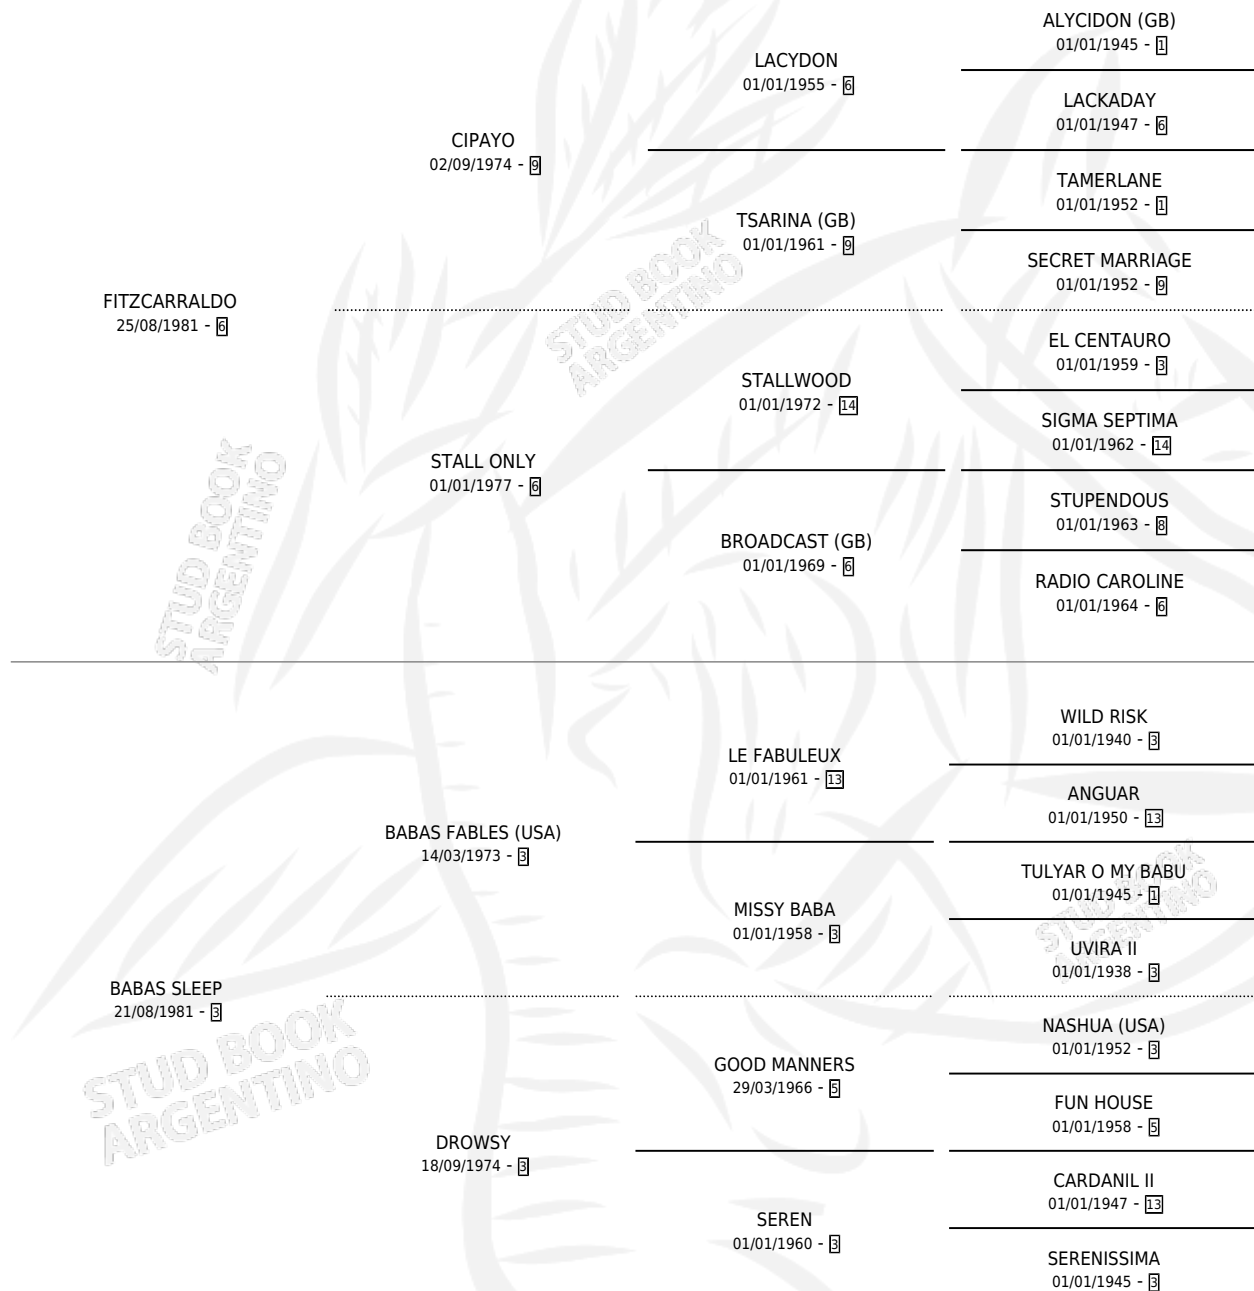 ALYCIDON (GB)
01/01/1945 - 1
LACYDON
01/01/1955 - 6
LACKADAY
01/01/1947 - 6
CIPAYO
02/09/1974 - 9
TAMERLANE
01/01/1952 - 1
TSARINA (GB)
01/01/1961 - 9
SECRET MARRIAGE
01/01/1952 - 9
FITZCARRALDO
25/08/1981 - 6
EL CENTAURO
01/01/1959 - 3
STALLWOOD
01/01/1972 - 14
SIGMA SEPTIMA
01/01/1962 - 14
STALL ONLY
01/01/1977 - 6
STUPENDOUS
01/01/1963 - 8
BROADCAST (GB)
01/01/1969 - 6
RADIO CAROLINE
01/01/1964 - 6
WILD RISK
01/01/1940 - 3
LE FABULEUX
01/01/1961 - 13
ANGUAR
01/01/1950 - 13
BABAS FABLES (USA)
14/03/1973 - 3
TULYAR O MY BABU
01/01/1945 - 1
MISSY BABA
01/01/1958 - 3
UVIRA II
01/01/1938 - 3
BABAS SLEEP
21/08/1981 - 3
NASHUA (USA)
01/01/1952 - 3
GOOD MANNERS
29/03/1966 - 5
FUN HOUSE
01/01/1958 - 5
DROWSY
18/09/1974 - 3
CARDANIL II
01/01/1947 - 13
SEREN
01/01/1960 - 3
SERENISSIMA
01/01/1945 - 3
STUD BOOK
ARGENTINO
STUD BOOK
ARGENTINO
STUD BOOK
ARGENTINO
STUD BOOK
ARGENTINO